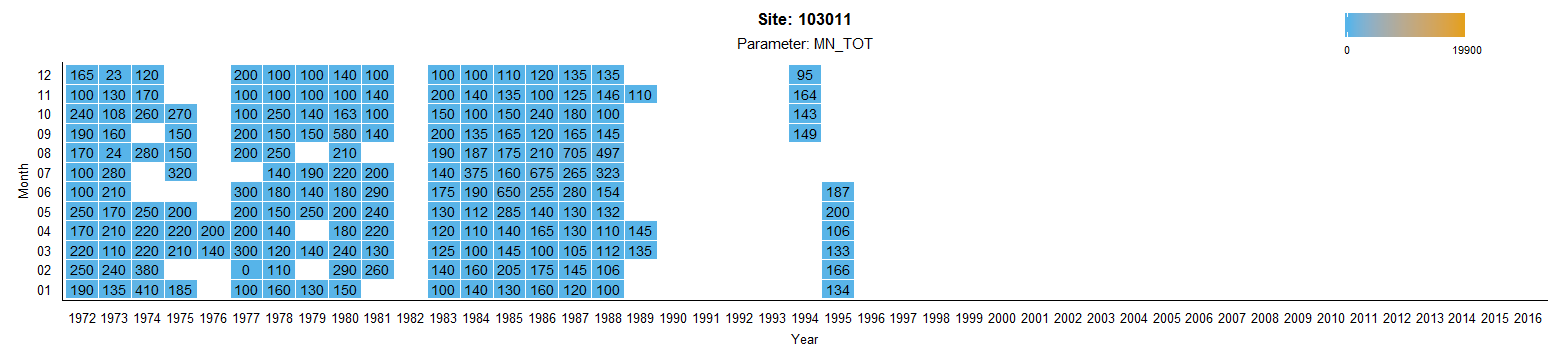 Site: 103011
Parameter: MN_TOT
0 19900
Month
12 165 23 120 200 100 100 140 100 100 100 110 120 135 135 95
11 100 130 170 100 100 100 100 140 200 140 135 100 125 146 110 164
10 240 108 260 270 100 250 140 163 100 150 100 150 240 180 100 143
09 190 160 150 200 150 150 580 140 200 135 165 120 165 145 149
08 170 24 280 150 200 250 210 190 187 175 210 705 497
07 100 280 320 140 190 220 200 140 375 160 675 265 323
06 100 210 300 180 140 180 290 175 190 650 255 280 154 187
05 250 170 250 200 200 150 250 200 240 130 112 285 140 130 132 200
04 170 210 220 220 200 200 140 180 220 120 110 140 165 130 110 145 106
03 220 110 220 210 140 300 120 140 240 130 125 100 145 100 105 112 135 133
02 250 240 380 0 110 290 260 140 160 205 175 145 106 166
01 190 135 410 185 100 160 130 150 100 140 130 160 120 100 134
1972 1973 1974 1975 1976 1977 1978 1979 1980 1981 1982 1983 1984 1985 1986 1987 1988 1989 1990 1991 1992 1993 1994 1995 1996 1997 1998 1999 2000 2001 2002 2003 2004 2005 2006 2007 2008 2009 2010 2011 2012 2013 2014 2015 2016
Year